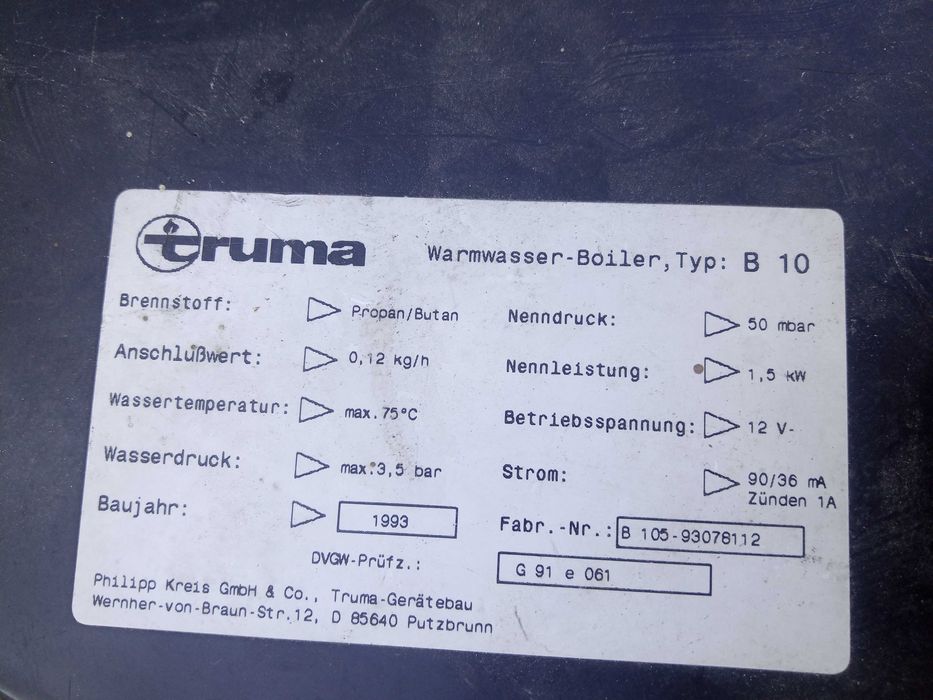 truma
Warmwasser-Boiler, Typ: B 10
Brennstoff: Propan/Butan
Nenndruck: 50 mbar
Anschlußwert: 0,12 kg/h
Nennleistung: 1,5 kW
Wassertemperatur: max. 75°C
Betriebsspannung: 12 V-
Wasserdruck: max. 3,5 bar
Strom: 90/36 mA
Zünden 1A
Baujahr: 1993
Fabr.-Nr.: B 105-93076112
DVGW-Prüfz.: G 91 e 061
Philipp Kreis GmbH & Co., Truma-Gerätebau
Wernher-von-Braun-Str.12, D 85640 Putzbrunn